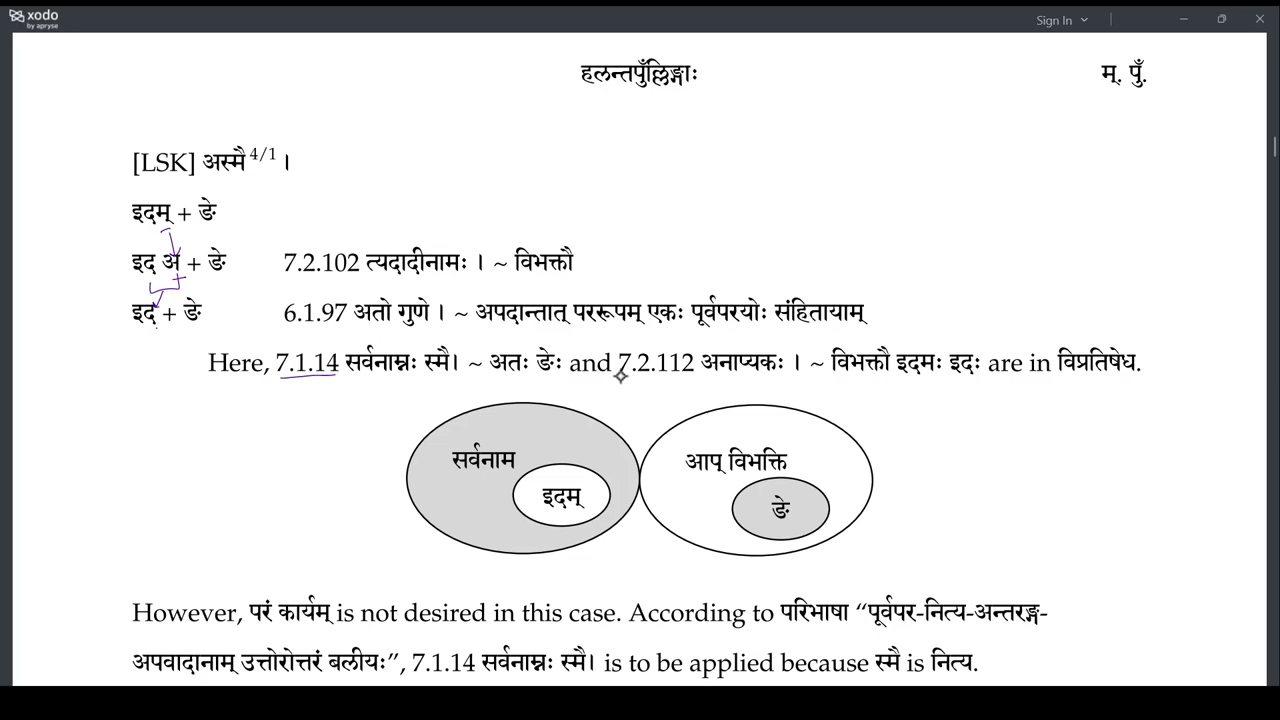 xodo
by apryse
Sign In
हलन्तपुँल्लिङ्गाः
म्. पुँ.
[LSK] अस्मै 4/1 ।
इदम् + ङे
इद अ + ङे 7.2.102 त्यदादीनामः । ~ विभक्तौ
इद + ङे 6.1.97 अतो गुणे । ~ अपदान्तात् पररूपम् एकः पूर्वपरयोः संहितायाम्
Here, 7.1.14 सर्वनाम्नः स्मै। ~ अतः ङेः and 7.2.112 अनाप्यकः । ~ विभक्तौ इदमः इदः are in विप्रतिषेध.
सर्वनाम
आप् विभक्ति
इदम्
ङे
However, परं कार्यम् is not desired in this case. According to परिभाषा “पूर्वपर-नित्य-अन्तरङ्ग-
अपवादानाम् उत्तोरोत्तरं बलीयः”, 7.1.14 सर्वनाम्नः स्मै। is to be applied because स्मै is नित्य.